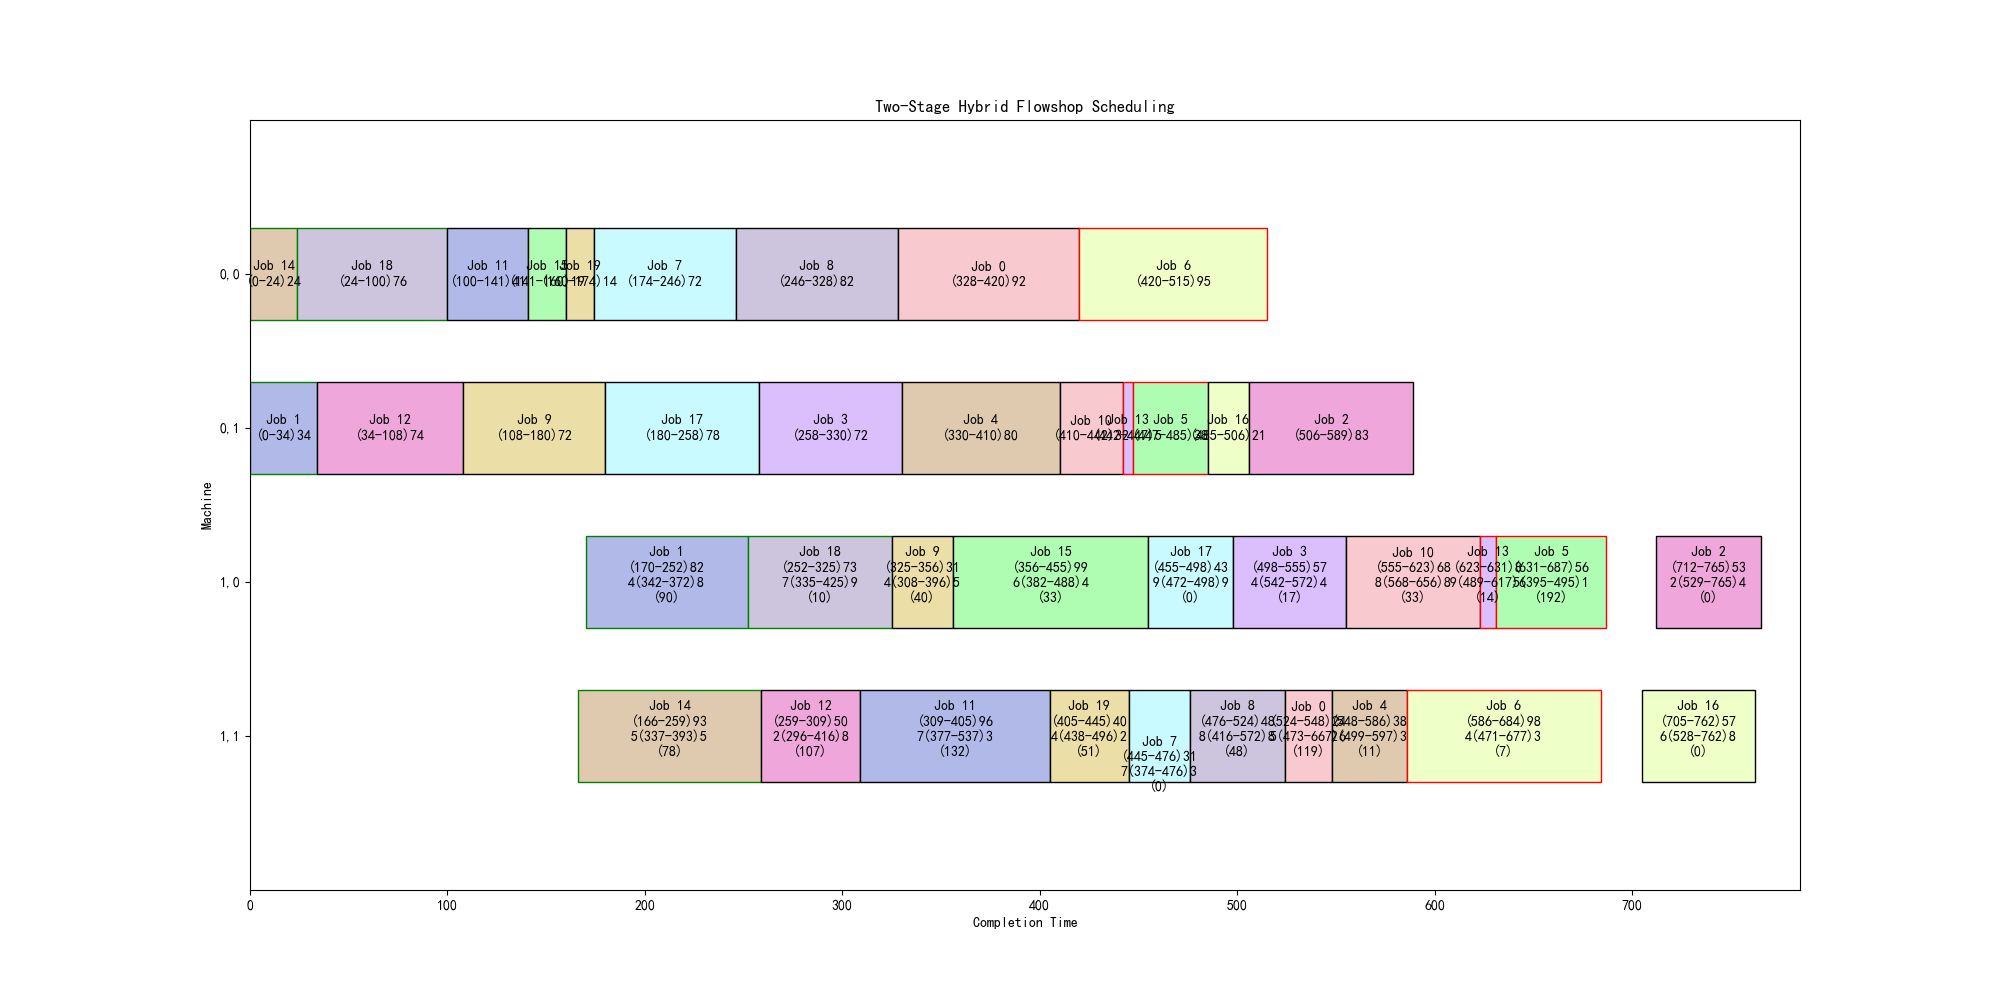 Two-Stage Hybrid Flowshop Scheduling
0,0
Job 14
(0-24)24
Job 18
(24-100)76
Job 11
(100-141)41
Job 15
(141-160)19
Job 19
(160-174)14
Job 7
(174-246)72
Job 8
(246-328)82
Job 0
(328-420)92
Job 6
(420-515)95
0,1
Job 1
(0-34)34
Job 12
(34-108)74
Job 9
(108-180)72
Job 17
(180-258)78
Job 3
(258-330)72
Job 4
(330-410)80
Job 10
(410-442)32
Job 13
(442-447)5
Job 5
(447-485)38
Job 16
(485-506)21
Job 2
(506-589)83
Machine
1,0
Job 1
(170-252)82
4(342-372)8
(90)
Job 18
(252-325)73
7(335-425)9
(10)
Job 9
(325-356)31
4(308-396)5
(40)
Job 15
(356-455)99
6(382-488)4
(33)
Job 17
(455-498)43
9(472-498)9
(0)
Job 3
(498-555)57
4(542-572)4
(17)
Job 10
(555-623)68
8(568-656)8
(33)
Job 13
(623-631)8
9(489-617)6
(14)
Job 5
(631-687)56
6(395-495)1
(192)
Job 2
(712-765)53
2(529-765)4
(0)
1,1
Job 14
(166-259)93
5(337-393)5
(78)
Job 12
(259-309)50
2(296-416)8
(107)
Job 11
(309-405)96
7(377-537)3
(132)
Job 19
(405-445)40
4(438-496)2
(51)
Job 7
(445-476)31
7(374-476)3
(0)
Job 8
(476-524)48
8(416-572)8
(48)
Job 0
(524-548)24
5(473-667)
(119)
Job 4
(548-586)38
(499-597)3
(11)
Job 6
(586-684)98
4(471-677)3
(7)
Job 16
(705-762)57
6(528-762)8
(0)
0
100
200
300
400
500
600
700
Completion Time